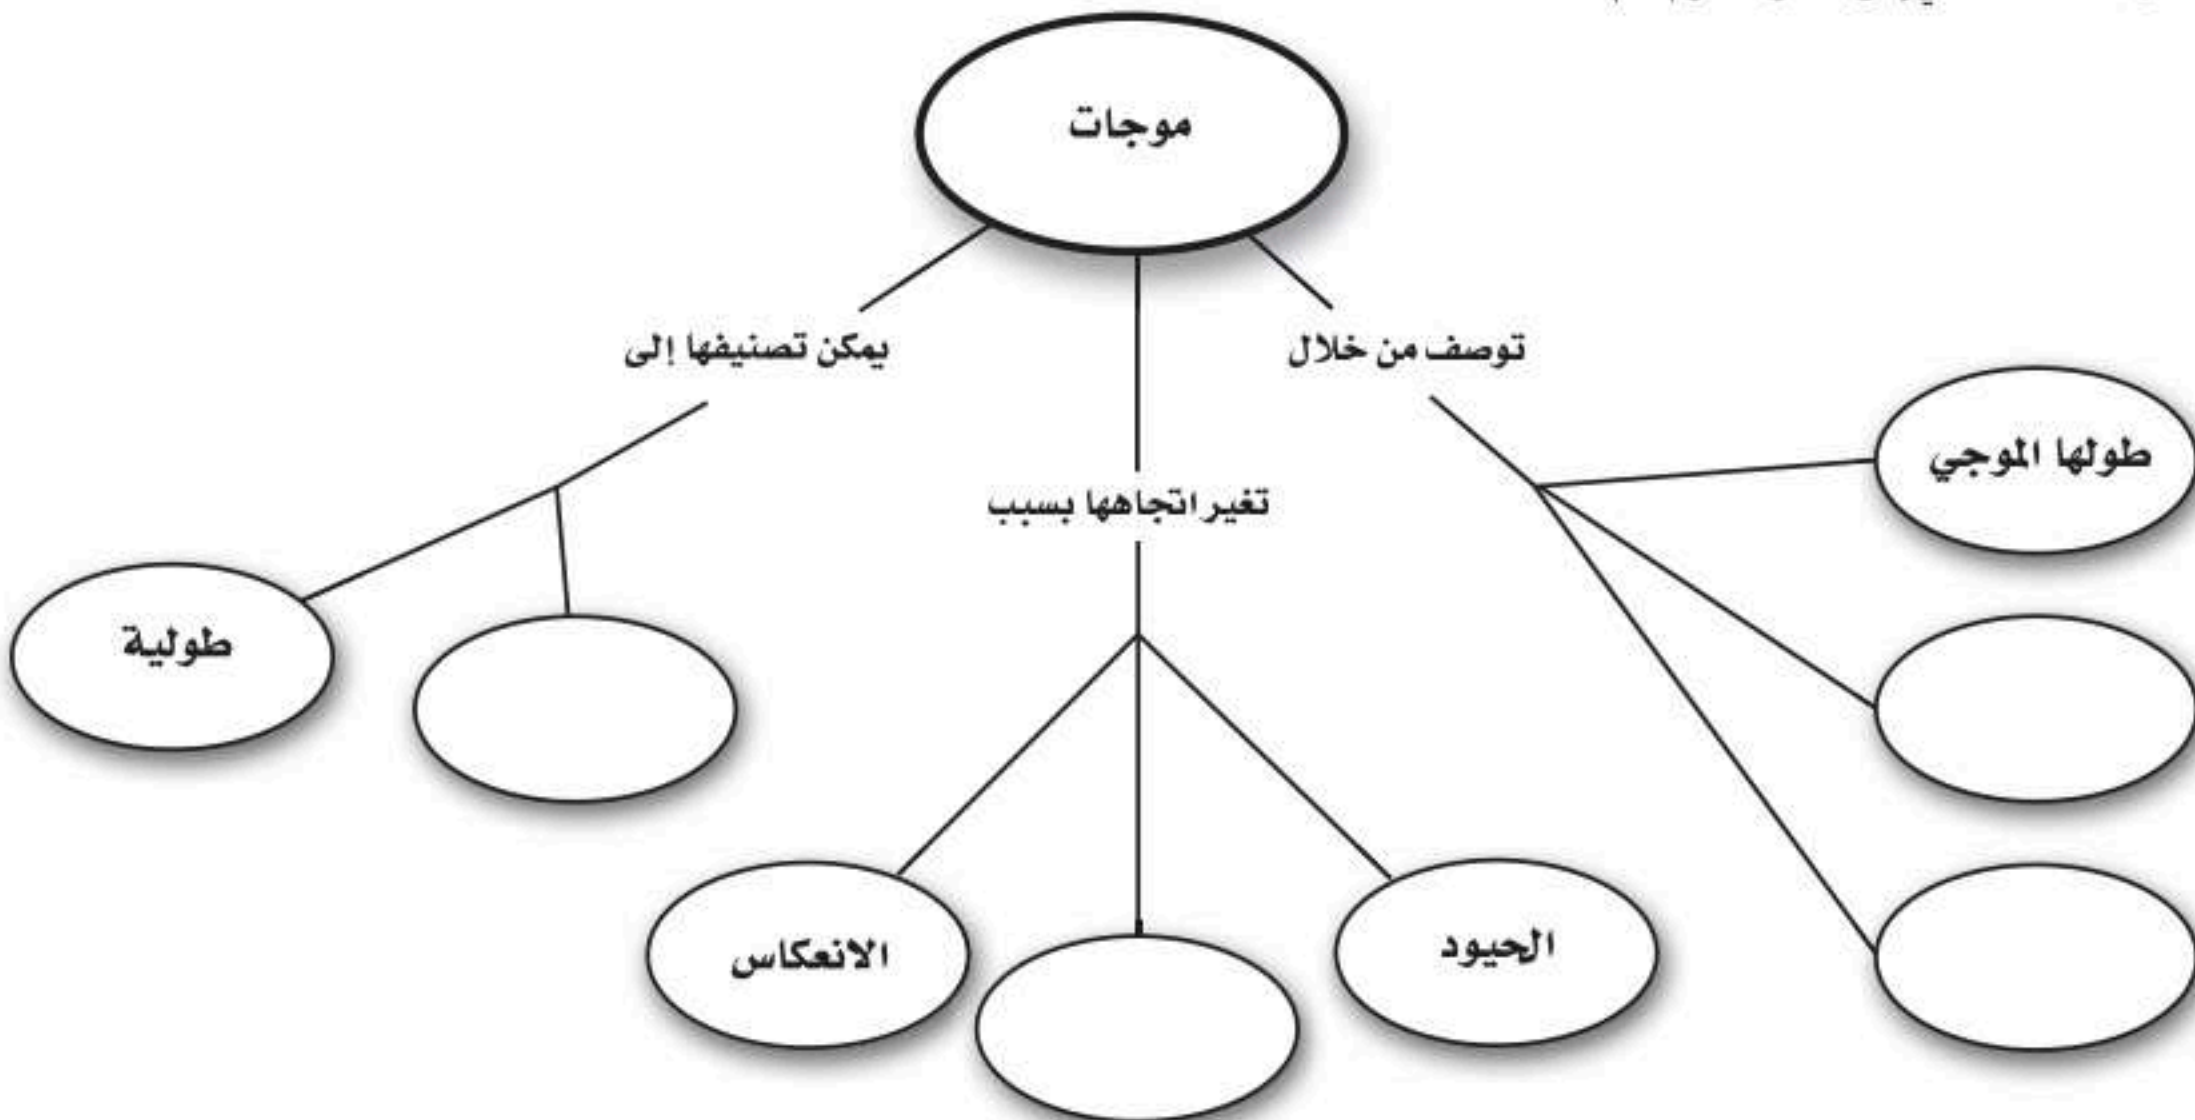 موجات
توصف من خلال
يمكن تصنيفها إلى
طولها الموجي
تغير اتجاهها بسبب
طولية
الحيود
الانعكاس